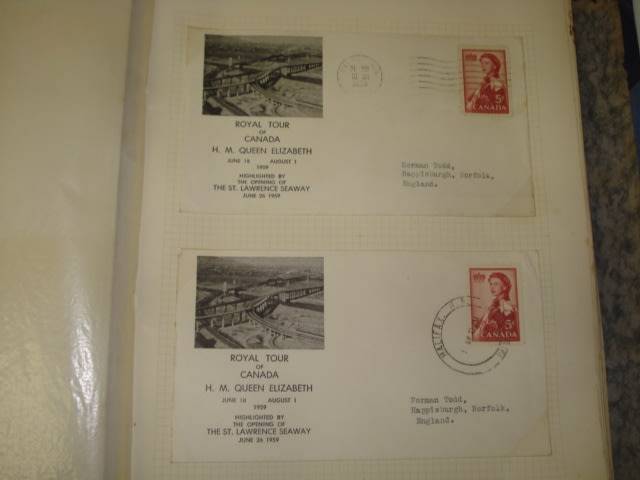 ROYAL TOUR
OF
CANADA
H. M. QUEEN ELIZABETH
JUNE 18 AUGUST 1
1959
HIGHLIGHTED BY
THE OPENING OF
THE ST. LAWRENCE SEAWAY
JUNE 26 1959
5¢
CANADA
Norman Todd,
Happisburgh, Norfolk,
England.
ROYAL TOUR
OF
CANADA
H. M. QUEEN ELIZABETH
JUNE 18 AUGUST 1
1959
HIGHLIGHTED BY
THE OPENING OF
THE ST. LAWRENCE SEAWAY
JUNE 26 1959
5¢
CANADA
HALIFAX, N.S.
Norman Todd,
Happisburgh, Norfolk,
England.